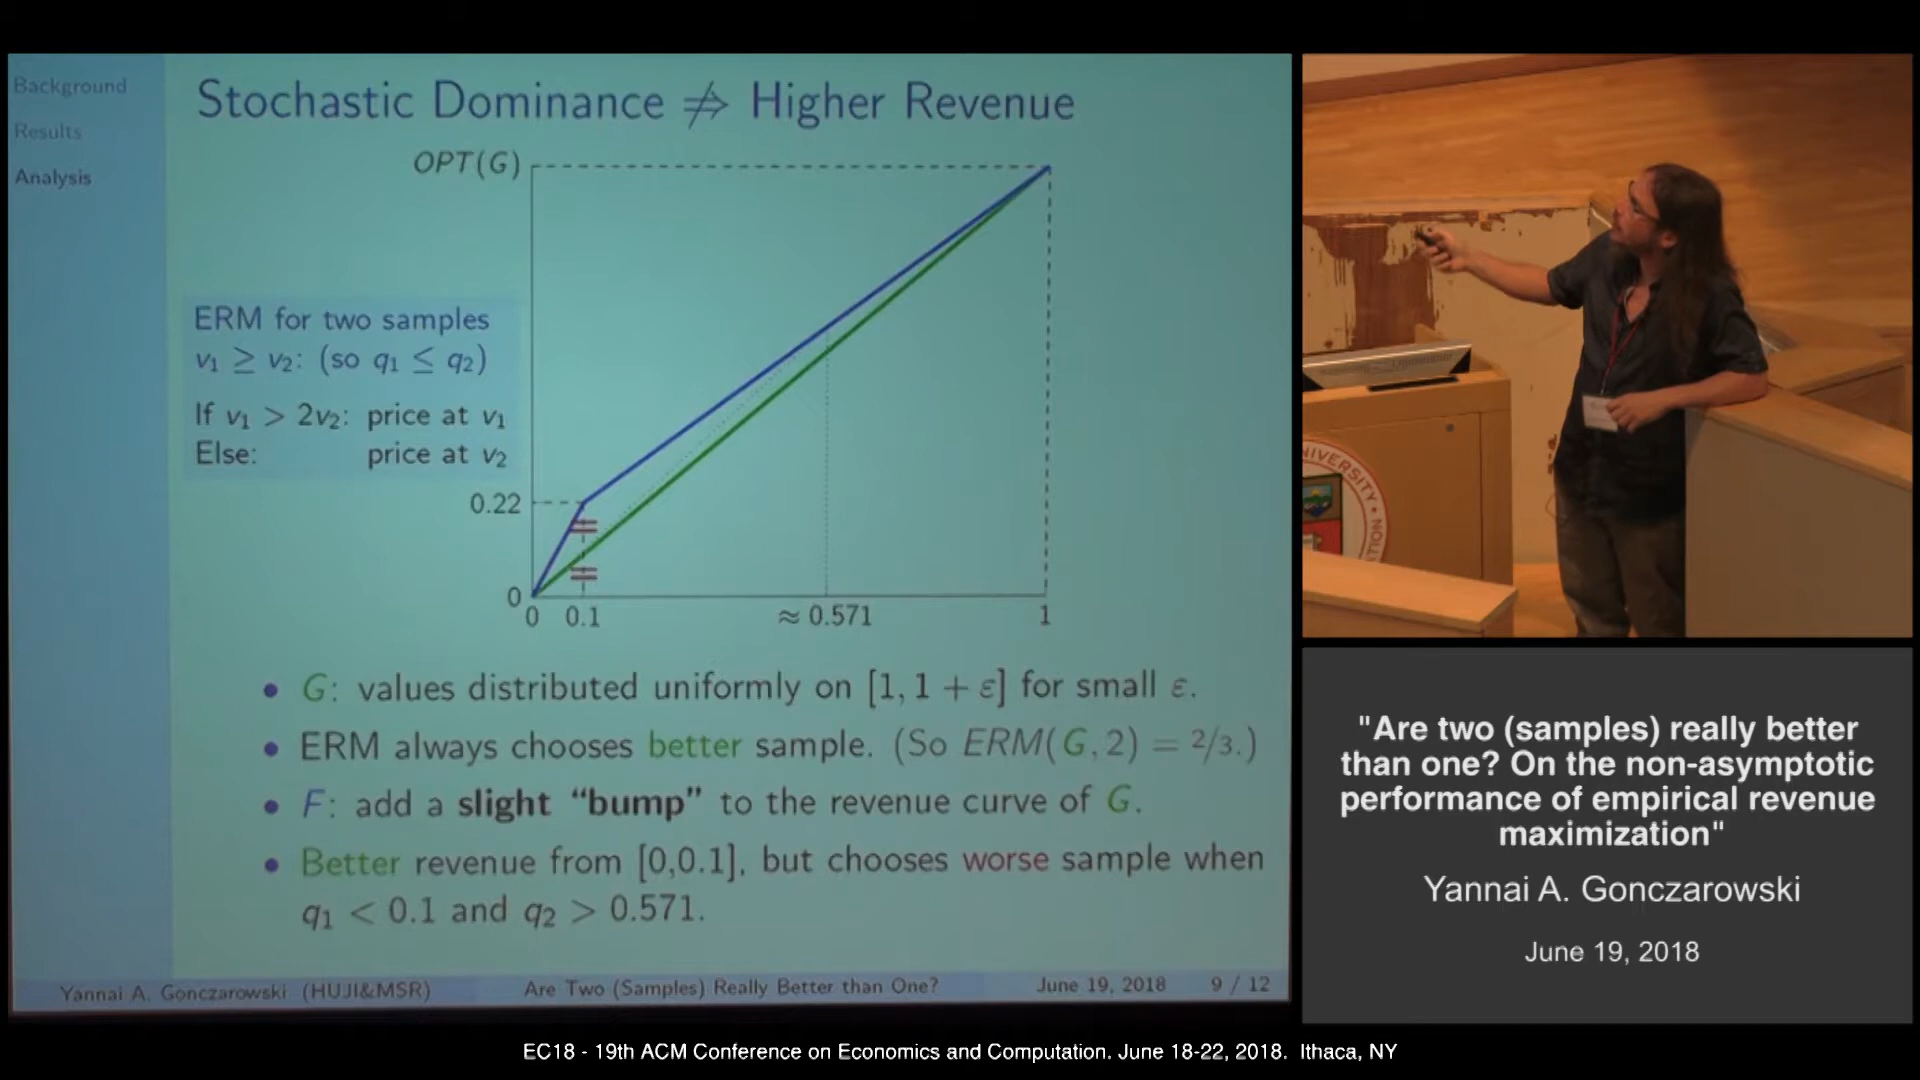 Background
Results
Analysis
Stochastic Dominance ⇏ Higher Revenue
OPT(G)
ERM for two samples
v₁ ≥ v₂: (so q₁ ≤ q₂)
If v₁ > 2v₂: price at v₁
Else: price at v₂
0.22
0
0 0.1 ≈ 0.571 1
• G: values distributed uniformly on [1, 1 + ε] for small ε.
• ERM always chooses better sample. (So ERM(G, 2) = 2/3.)
• F: add a slight “bump” to the revenue curve of G.
• Better revenue from [0,0.1], but chooses worse sample when
q₁ < 0.1 and q₂ > 0.571.
Yannai A. Gonczarowski (HUJI&MSR) Are Two (Samples) Really Better than One? June 19, 2018 9 / 12
"Are two (samples) really better
than one? On the non-asymptotic
performance of empirical revenue
maximization"
Yannai A. Gonczarowski
June 19, 2018
EC18 - 19th ACM Conference on Economics and Computation. June 18-22, 2018. Ithaca, NY